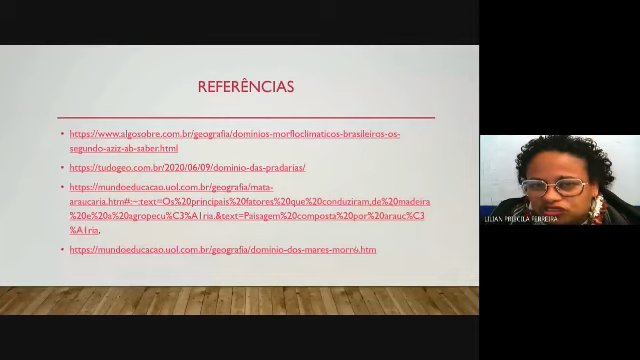 REFERÊNCIAS
• https://www.algosobre.com.br/geografia/dominios-morfloclimaticos-brasileiros-os-
segundo-aziz-ab-saber.html
• https://tudogeo.com.br/2020/06/09/dominio-das-pradarias/
• https://mundoeducacao.uol.com.br/geografia/mata-
araucaria.htm#:~:text=Os%20principais%20fatores%20que%20conduziram,de%20madeira
%20e%20a%20agropecu%C3%A1ria.&text=Paisagem%20composta%20por%20arauc%C3
%A1ria.
• https://mundoeducacao.uol.com.br/geografia/dominio-dos-mares-morro.htm
LILIAN PRISCILA FERREIRA